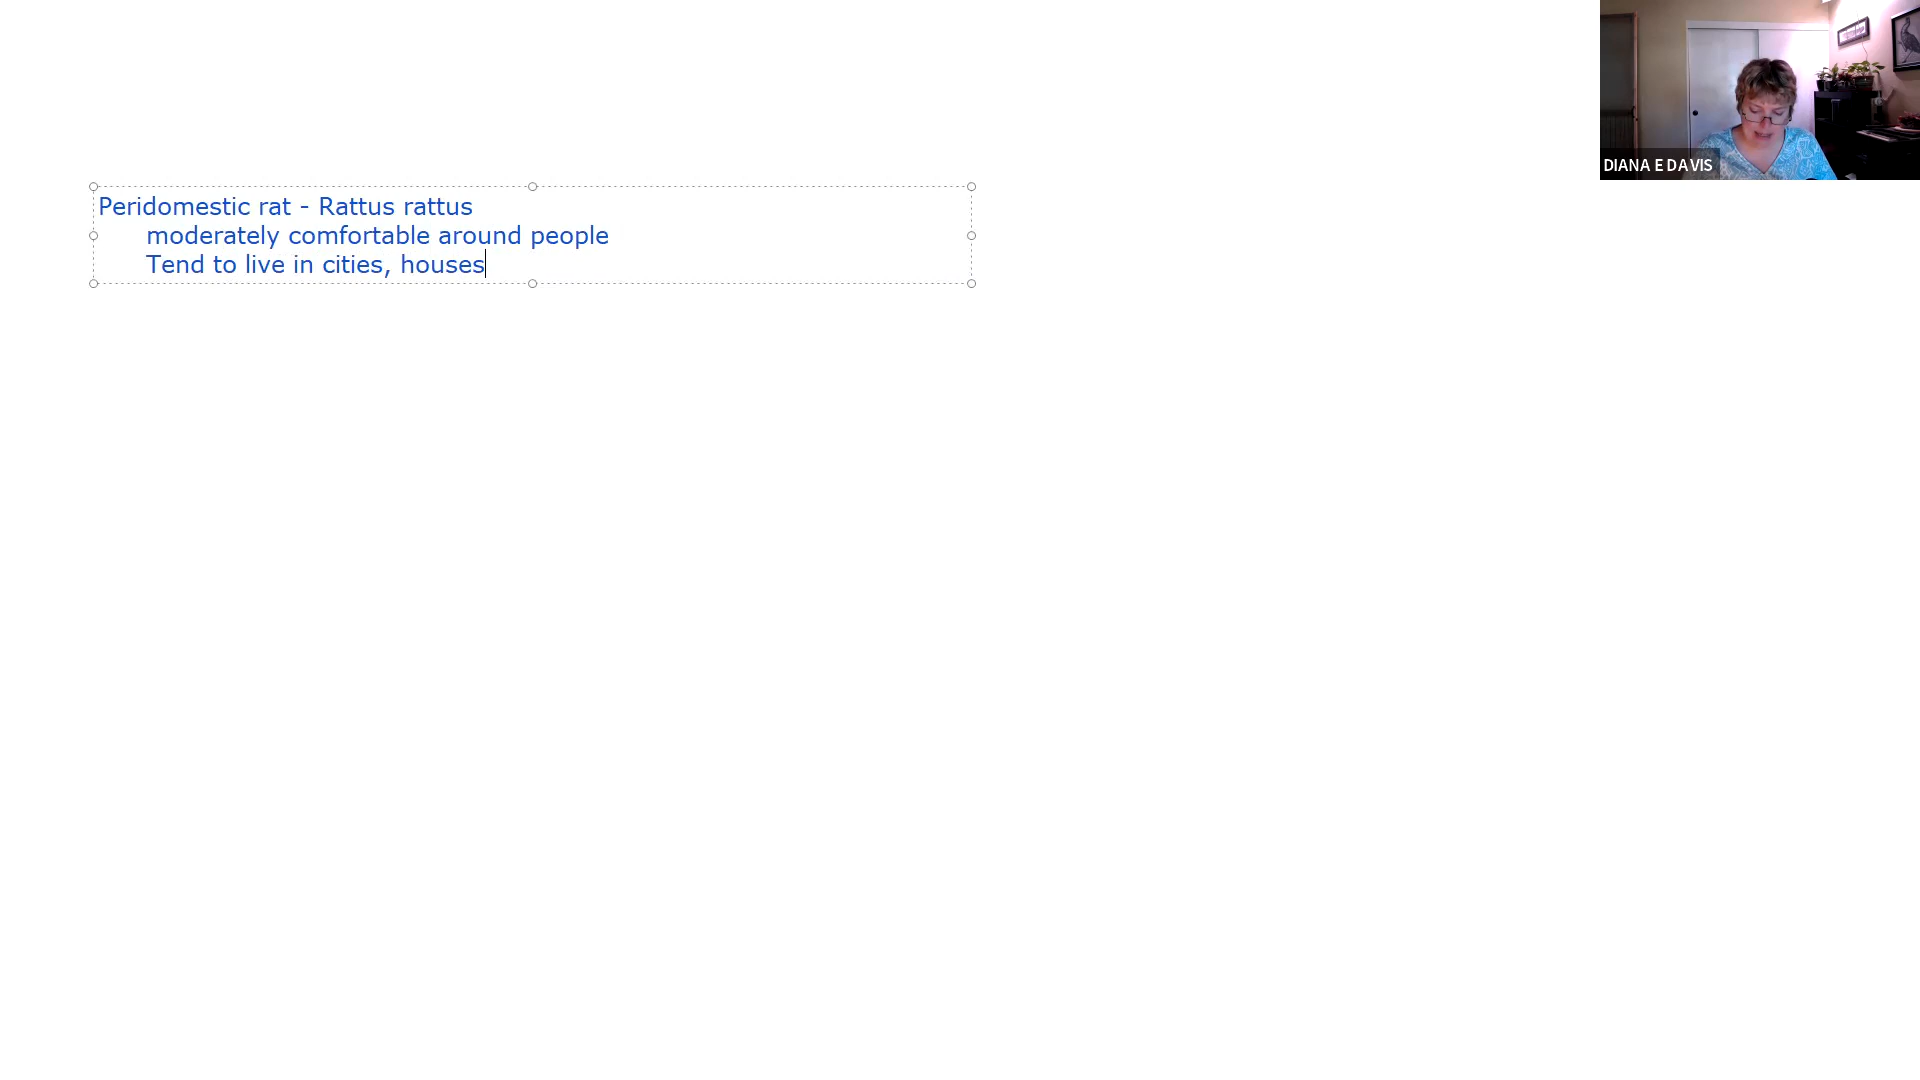 Peridomestic rat - Rattus rattus
moderately comfortable around people
Tend to live in cities, houses
DIANA E DAVIS